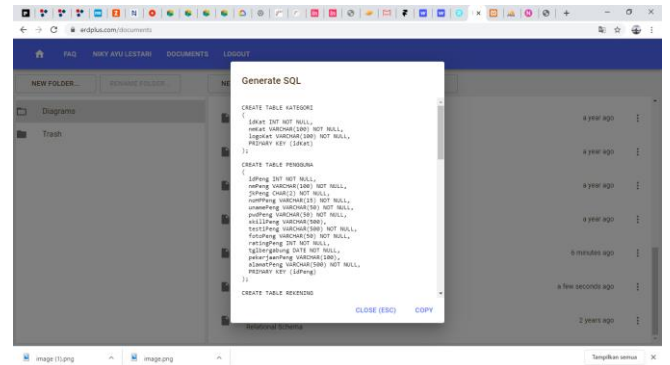 erdplus.com/documents
FAQ
NIKY AYU LESTARI
DOCUMENTS
LOGOUT
NEW FOLDER...
RENAME FOLDER...
NE
Diagrams
Trash
Generate SQL
CREATE TABLE KATEGORI
(
idKat INT NOT NULL,
nmKat VARCHAR(100) NOT NULL,
logoKat VARCHAR(100) NOT NULL,
PRIMARY KEY (idKat)
);
CREATE TABLE PENGGUNA
(
idPeng INT NOT NULL,
nmPeng VARCHAR(100) NOT NULL,
jkPeng CHAR(2) NOT NULL,
noHPPeng VARCHAR(15) NOT NULL,
unamePeng VARCHAR(50) NOT NULL,
pwdPeng VARCHAR(50) NOT NULL,
skillPeng VARCHAR(500),
testiPeng VARCHAR(500) NOT NULL,
fotoPeng VARCHAR(50) NOT NULL,
ratingPeng INT NOT NULL,
tglbergabung DATE NOT NULL,
pekerjaanPeng VARCHAR(100),
alamatPeng VARCHAR(500) NOT NULL,
PRIMARY KEY (idPeng)
);
CREATE TABLE REKENING
CLOSE (ESC)
COPY
a year ago
a year ago
a year ago
a year ago
6 minutes ago
a few seconds ago
2 years ago
Relational Schema
image (1).png
image.png
Tampilkan semua